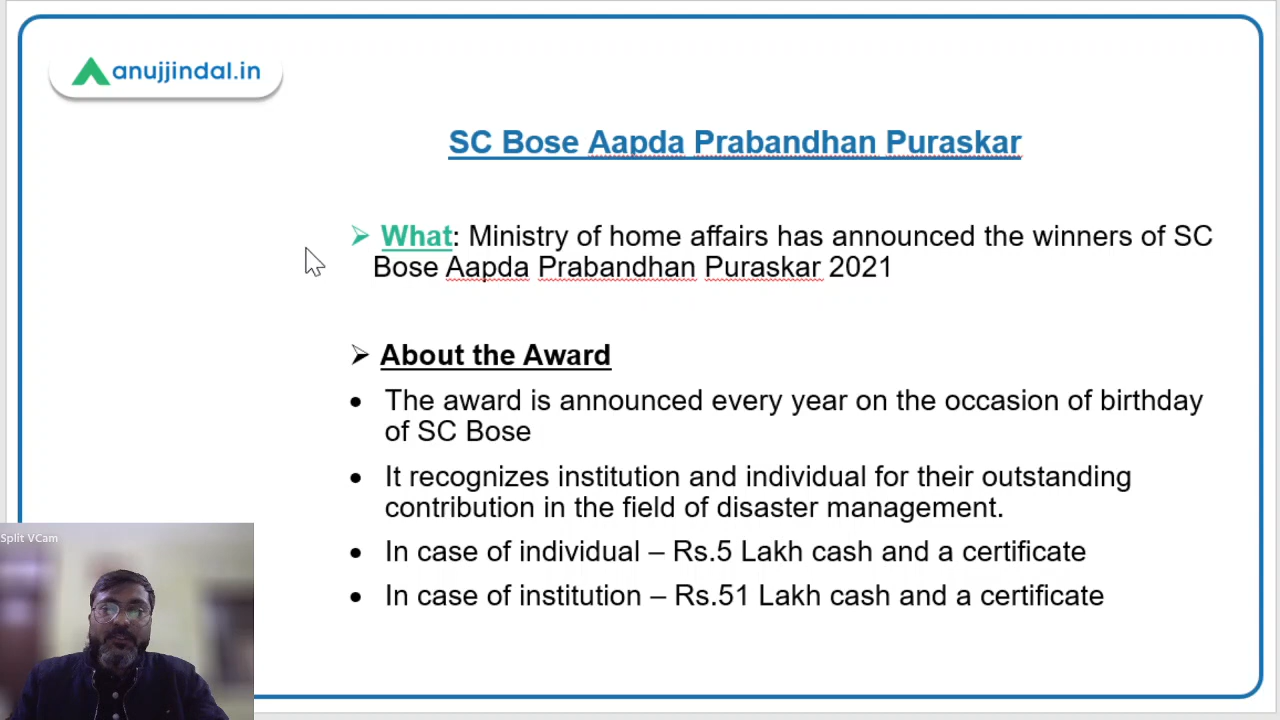 anujjindal.in
SC Bose Aapda Prabandhan Puraskar
What: Ministry of home affairs has announced the winners of SC
Bose Aapda Prabandhan Puraskar 2021
About the Award
The award is announced every year on the occasion of birthday
of SC Bose
It recognizes institution and individual for their outstanding
contribution in the field of disaster management.
In case of individual – Rs.5 Lakh cash and a certificate
In case of institution – Rs.51 Lakh cash and a certificate
Split VCam